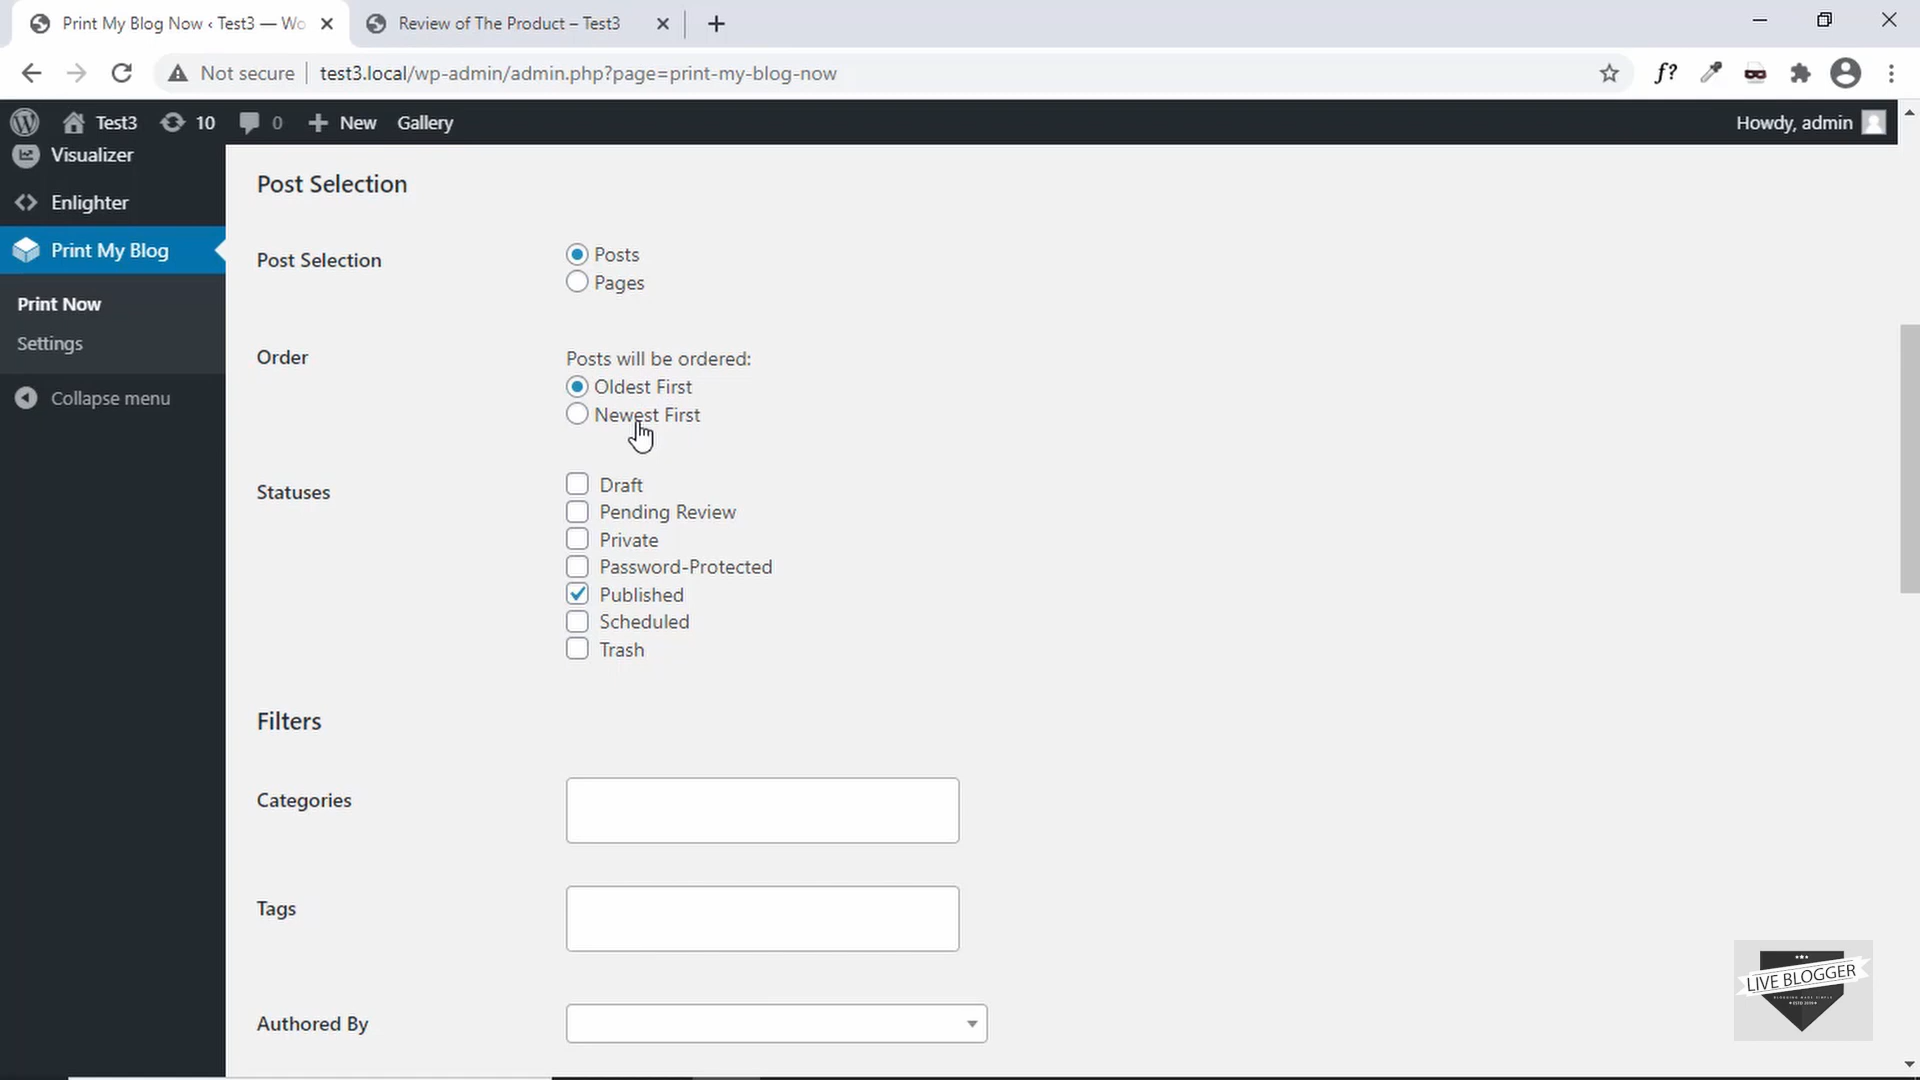 Print My Blog Now ‹ Test3 — Wo
Review of The Product – Test3
Not secure
test3.local/wp-admin/admin.php?page=print-my-blog-now
f?
Test3
10
0
New
Gallery
Howdy, admin
Visualizer
Enlighter
Print My Blog
Print Now
Settings
Collapse menu
Post Selection
Post Selection
Posts
Pages
Order
Posts will be ordered:
Oldest First
Newest First
Statuses
Draft
Pending Review
Private
Password-Protected
Published
Scheduled
Trash
Filters
Categories
Tags
Authored By
LIVE BLOGGER